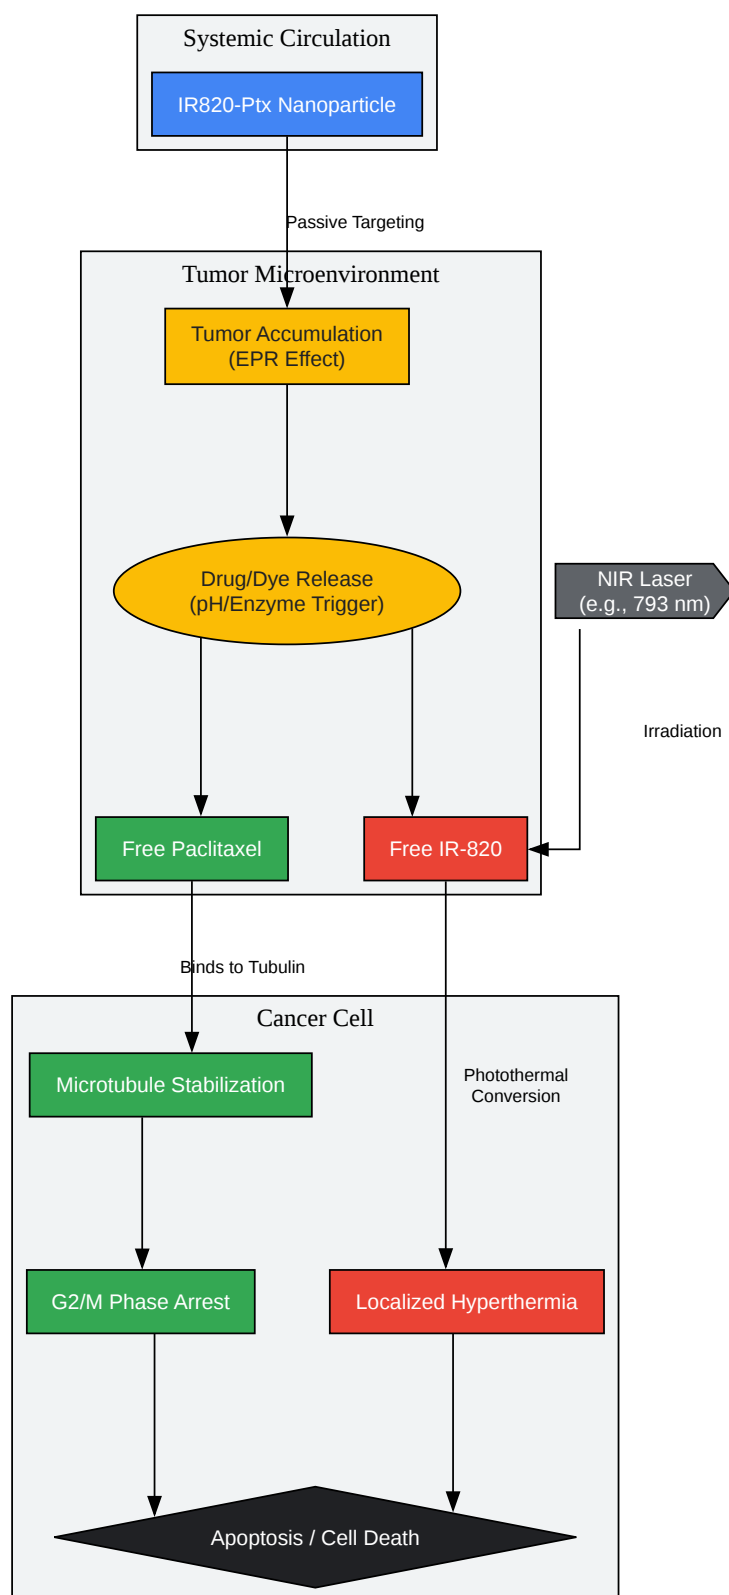 Systemic Circulation
IR820-Ptx Nanoparticle
Passive Targeting
Tumor Microenvironment
Tumor Accumulation
(EPR Effect)
Drug/Dye Release
(pH/Enzyme Trigger)
NIR Laser
(e.g., 793 nm)
Irradiation
Free Paclitaxel
Free IR-820
Binds to Tubulin
Cancer Cell
Microtubule Stabilization
Photothermal
Conversion
G2/M Phase Arrest
Localized Hyperthermia
Apoptosis / Cell Death